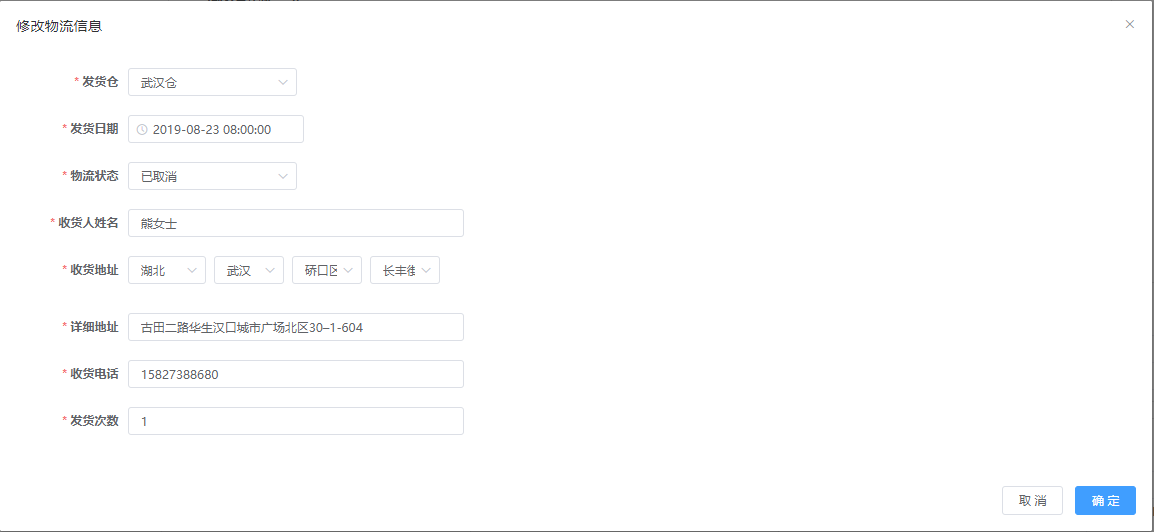 修改物流信息
* 发货仓 武汉仓
* 发货日期 2019-08-23 08:00:00
* 物流状态 已取消
* 收货人姓名 熊女士
* 收货地址 湖北 武汉 硚口区 长丰街
* 详细地址 古田二路华生汉口城市广场北区30–1-604
* 收货电话 15827388680
* 发货次数 1
取 消 确 定